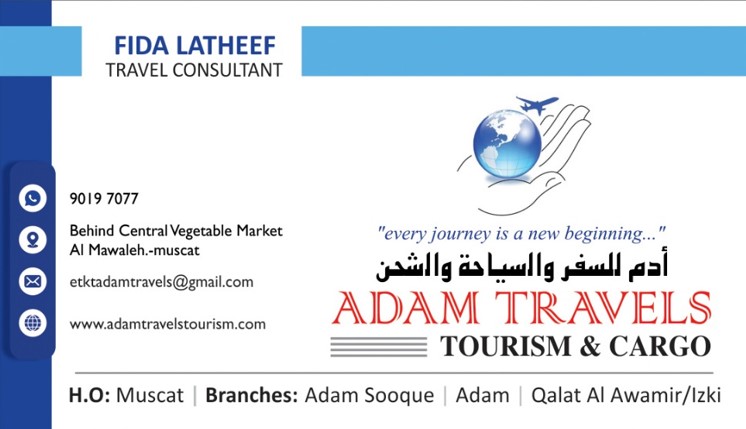 FIDA LATHEEF
TRAVEL CONSULTANT
9019 7077
Behind Central Vegetable Market
Al Mawaleh.-muscat
etktadamtravels@gmail.com
www.adamtravelstourism.com
"every journey is a new beginning..."
أدم للسفر والسياحة والشحن
ADAM TRAVELS
TOURISM & CARGO
H.O: Muscat | Branches: Adam Sooque | Adam | Qalat Al Awamir/Izki